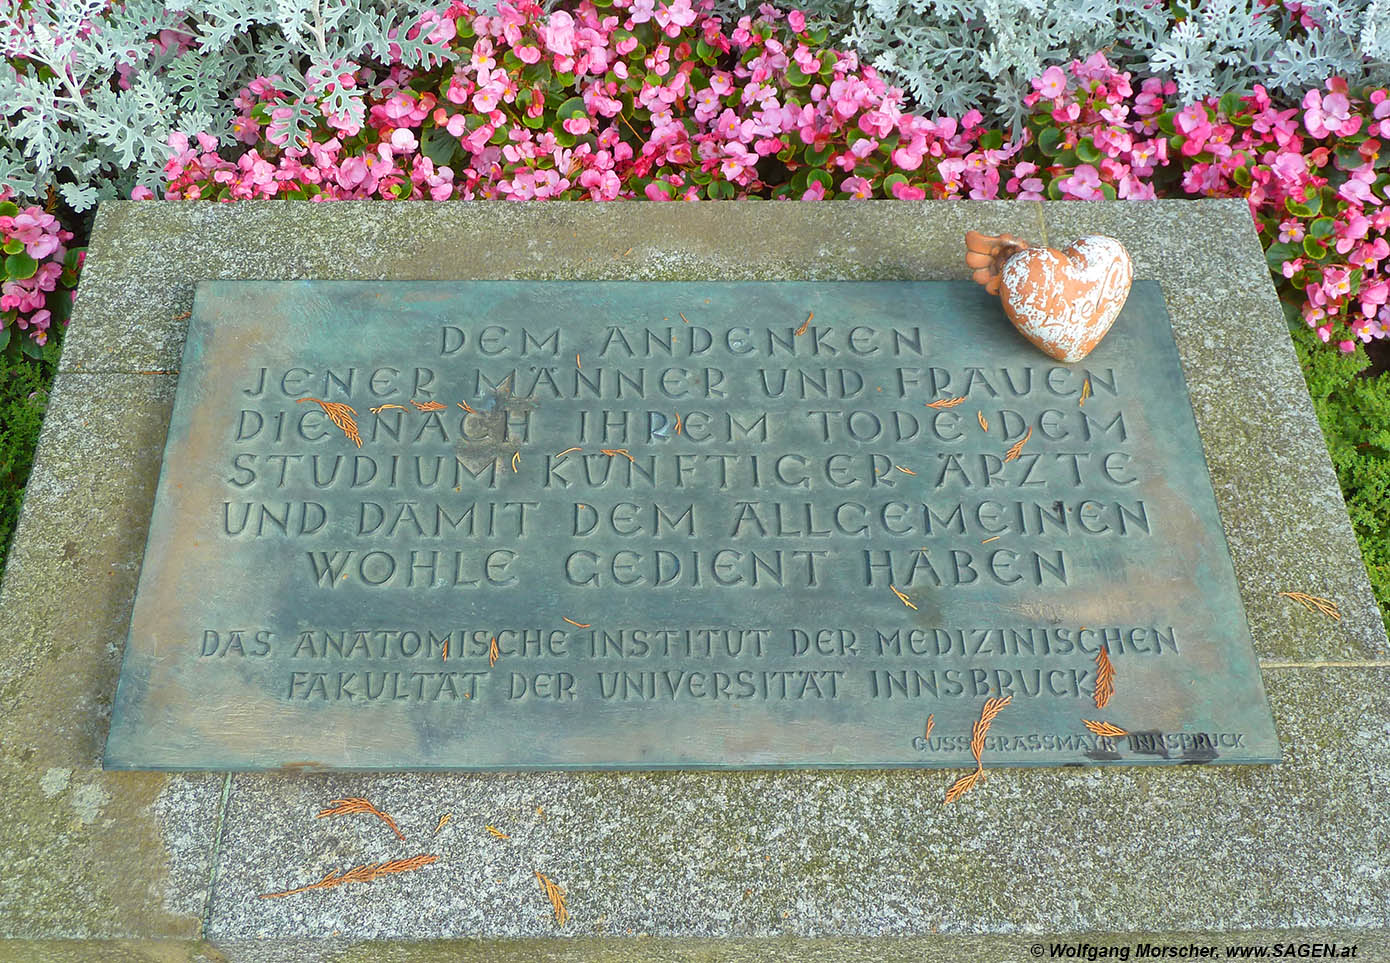 DEM ANDENKEN
JENER MÄNNER UND FRAUEN
DIE NACH IHREM TODE DEM
STUDIUM KÜNFTIGER ÄRZTE
UND DAMIT DEM ALLGEMEINEN
WOHLE GEDIENT HABEN
DAS ANATOMISCHE INSTITUT DER MEDIZINISCHEN
FAKULTÄT DER UNIVERSITÄT INNSBRUCK
GUSS GRASSMAYR INNSBRUCK
© Wolfgang Morscher, www.SAGEN.at